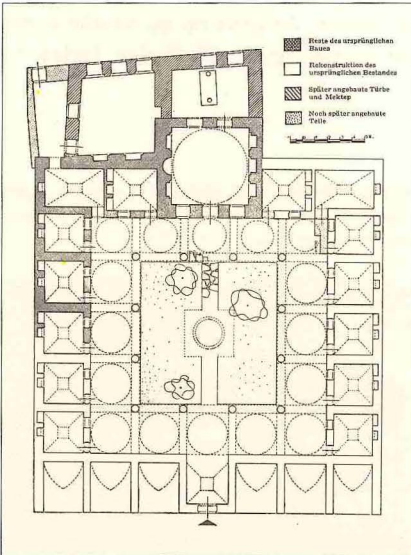 Reste des ursprünglichen
Baues
Rekonstruktion des
ursprünglichen Bestandes
Später angebaute Türbe
und Mektep
Noch später angebaute
Teile